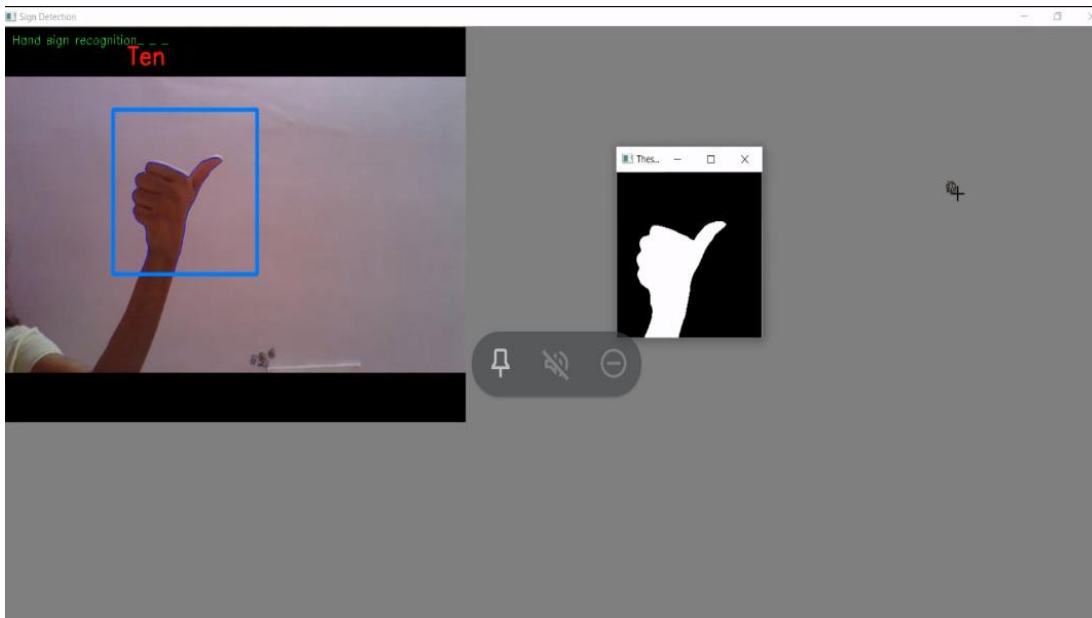 Sign Detection
Hand sign recognition_ _ _
Ten
Thes..